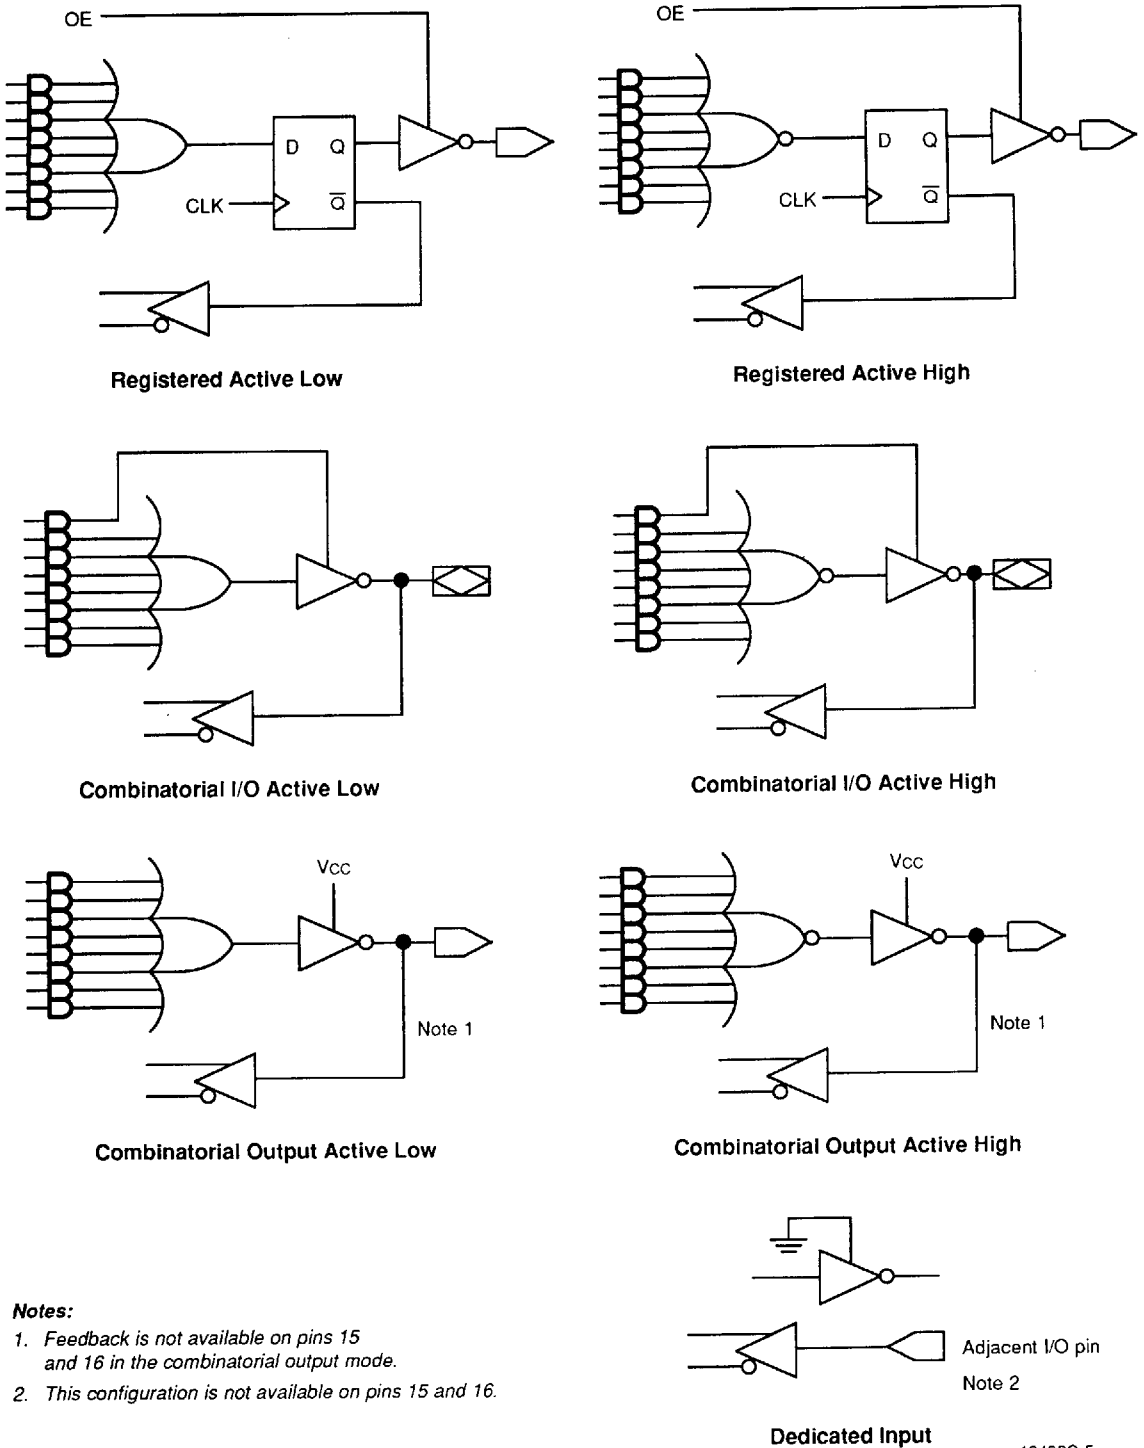 OE
OE
D Q
D Q
CLK
Q
CLK
Q
Registered Active Low
Registered Active High
Combinatorial I/O Active Low
Combinatorial I/O Active High
VCC
VCC
Note 1
Note 1
Combinatorial Output Active Low
Combinatorial Output Active High
Notes:
1. Feedback is not available on pins 15
and 16 in the combinatorial output mode.
2. This configuration is not available on pins 15 and 16.
Adjacent I/O pin
Note 2
Dedicated Input